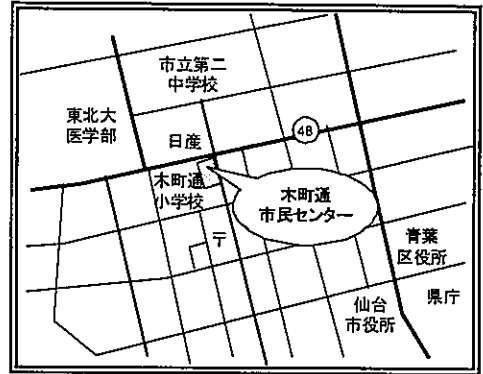 市立第二
中学校
東北大
医学部
日産
48
木町通
小学校
木町通
市民センター
〒
青葉
区役所
県庁
仙台
市役所